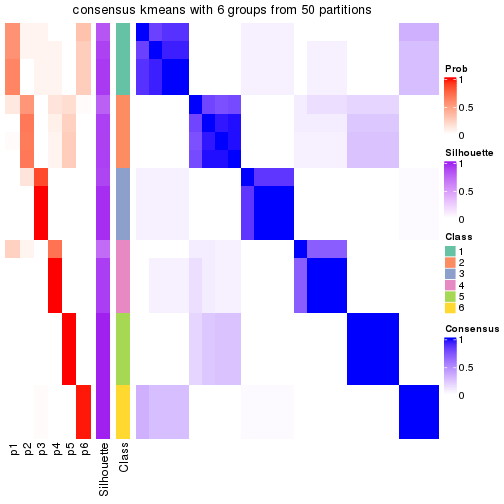 consensus kmeans with 6 groups from 50 partitions
Prob
1
0.5
0
Silhouette
1
0.5
0
Class
1
2
3
4
5
6
Consensus
1
0.5
0
p1
p2
p3
p4
p5
p6
Silhouette
Class